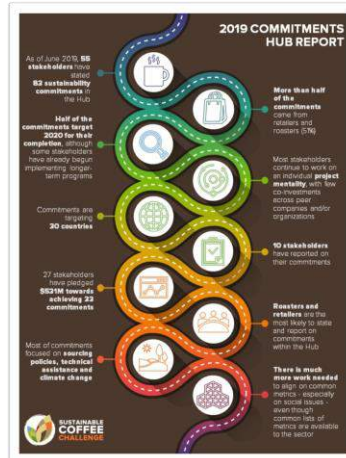 2019 COMMITMENTS
HUB REPORT
As of June 2019, 55
stakeholders have
stated
62 sustainability
commitments in
the Hub
More than half
of the
commitments
came from
retailers and
roasters (57%)
Half of the
commitments target
2020 for their
completion, although
some stakeholders
have already begun
implementing longer-
term programs
Most stakeholders
continue to work on
an individual project
mentality, with few
co-investments
across peer
companies and/or
organizations
Commitments are
targeting
30 countries
10 stakeholders
have reported on
their commitments
27 stakeholders
have pledged
towards
achieving 33
commitments
Roasters and
retailers are the
most likely to state
and report on
commitments
within the Hub
Most of commitments
focused on sourcing
policies, technical
assistance and
climate change
There is much
more work needed
to align on common
metrics - especially
on social issues -
even though
common lists of
metrics are available
to the sector
SUSTAINABLE
COFFEE
CHALLENGE